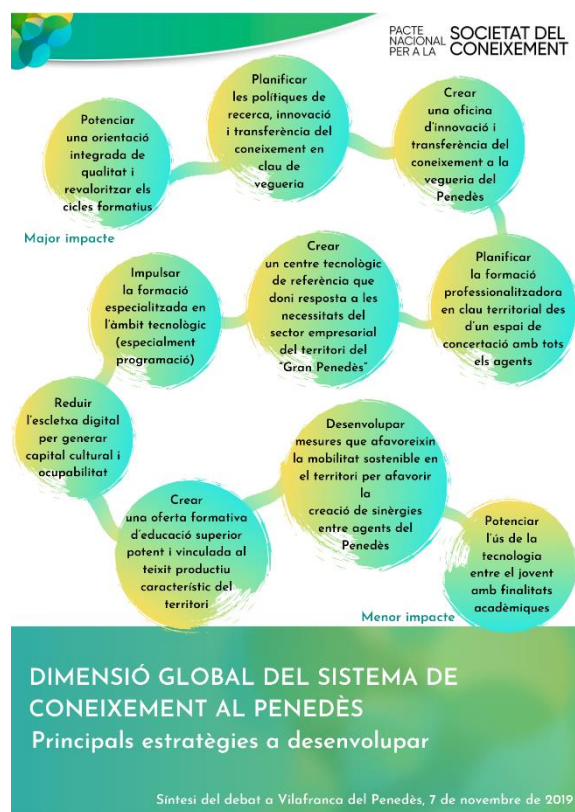 PACTE
NACIONAL
PER A LA
SOCIETAT DEL
CONEIXEMENT
Potenciar
una orientació
integrada de
qualitat i
revaloritzar els
cicles formatius
Planificar
les polítiques de
recerca, innovació
i transferència del
coneixement en
clau de
vegueria
Crear
una oficina
d'innovació i
transferència del
coneixement a la
vegueria del
Penedès
Major impacte
Planificar
la formació
professionalitzadora
en clau territorial des
d'un espai de
concertació amb tots
els agents
Crear
un centre tecnològic
de referència que
doni resposta a les
necessitats del
sector empresarial
del territori del
"Gran Penedès"
Impulsar
la formació
especialitzada en
l'àmbit tecnològic
(especialment
programació)
Reduir
l'escletxa digital
per generar
capital cultural i
ocupabilitat
Crear
una oferta formativa
d'educació superior
potent i vinculada al
teixit productiu
característic del
territori
Desenvolupar
mesures que afavoreixin
la mobilitat sostenible en
el territori per afavorir
la
creació de sinèrgies
entre agents del
Penedès
Potenciar
l'ús de la
tecnologia
entre el jovent
amb finalitats
acadèmiques
Menor impacte
DIMENSIÓ GLOBAL DEL SISTEMA DE
CONEIXEMENT AL PENEDÈS
Principals estratègies a desenvolupar
Síntesi del debat a Vilafranca del Penedès, 7 de novembre de 2019